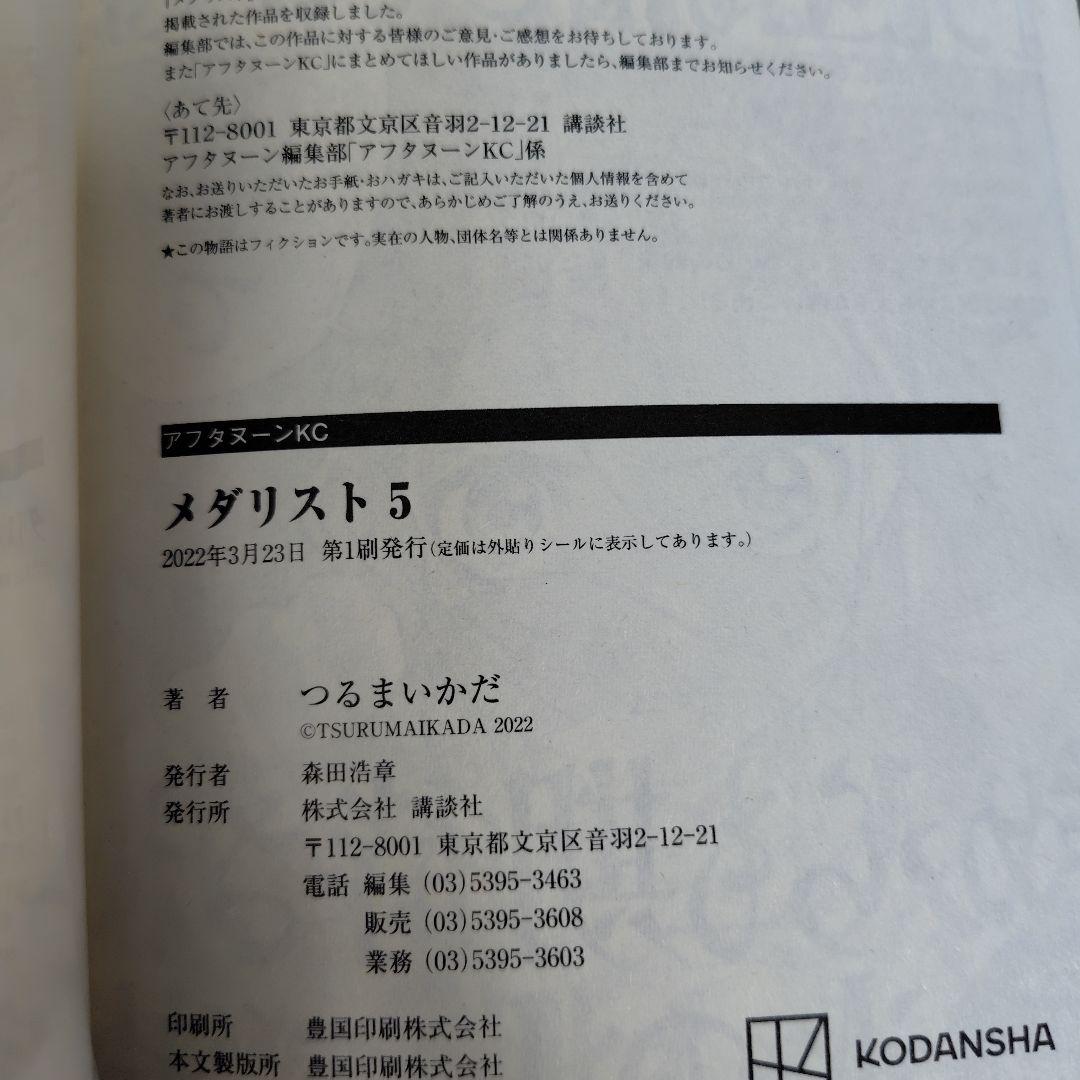 掲載された作品を収録しました。
編集部では、この作品に対する皆様のご意見・ご感想をお待ちしております。
また「アフタヌーンKC」にまとめてほしい作品がありましたら、編集部までお知らせください。
〈あて先〉
〒112-8001 東京都文京区音羽2-12-21 講談社
アフタヌーン編集部「アフタヌーンKC」係
なお、お送りいただいたお手紙・おハガキは、ご記入いただいた個人情報を含めて
著者にお渡しすることがありますので、あらかじめご了解のうえ、お送りください。
★この物語はフィクションです。実在の人物、団体名等とは関係ありません。
アフタヌーンKC
メダリスト 5
2022年3月23日 第1刷発行(定価は外貼りシールに表示してあります。)
著 者 つるまいかだ
©TSURUMAIKADA 2022
発行者 森田浩章
発行所 株式会社 講談社
〒112-8001 東京都文京区音羽2-12-21
電話 編集 (03)5395-3463
販売 (03)5395-3608
業務 (03)5395-3603
印刷所 豊国印刷株式会社
本文製版所 豊国印刷株式会社
KODANSHA